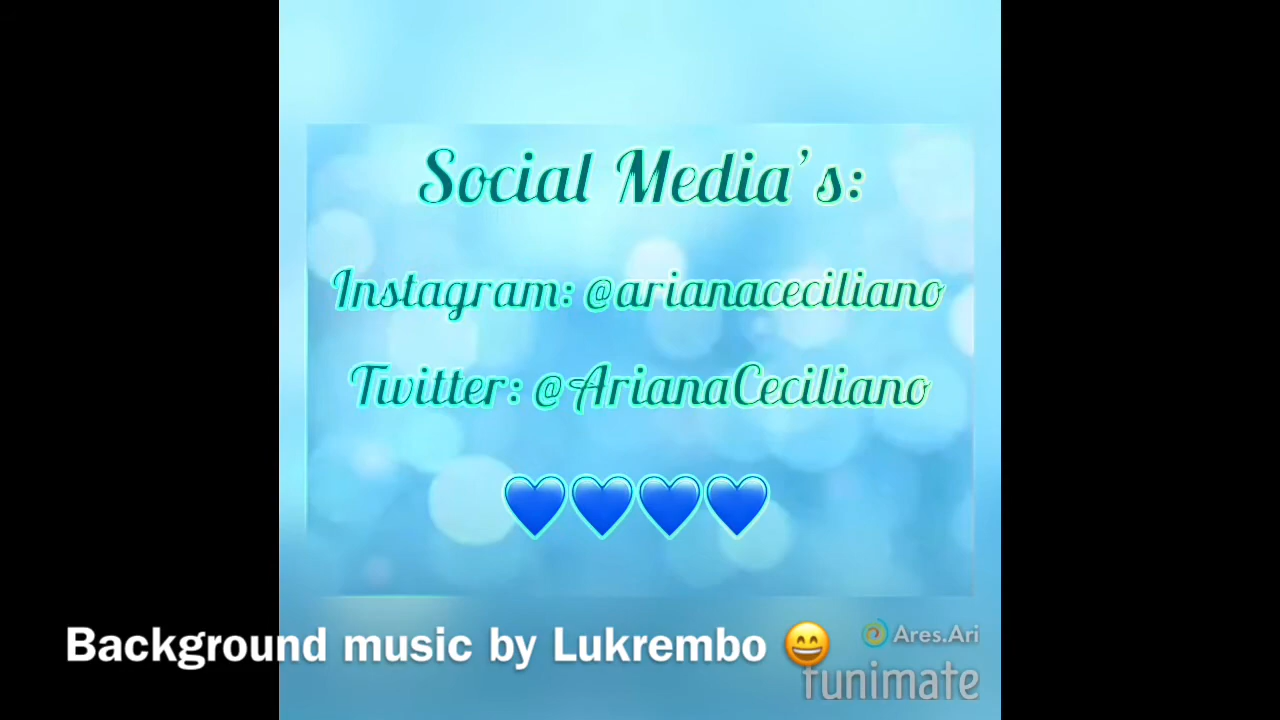 Social Media's:
Instagram: @arianaceciliano
Twitter: @ArianaCeciliano
💙💙💙💙
Background music by Lukrembo 😄
Ares.Ari
funimate